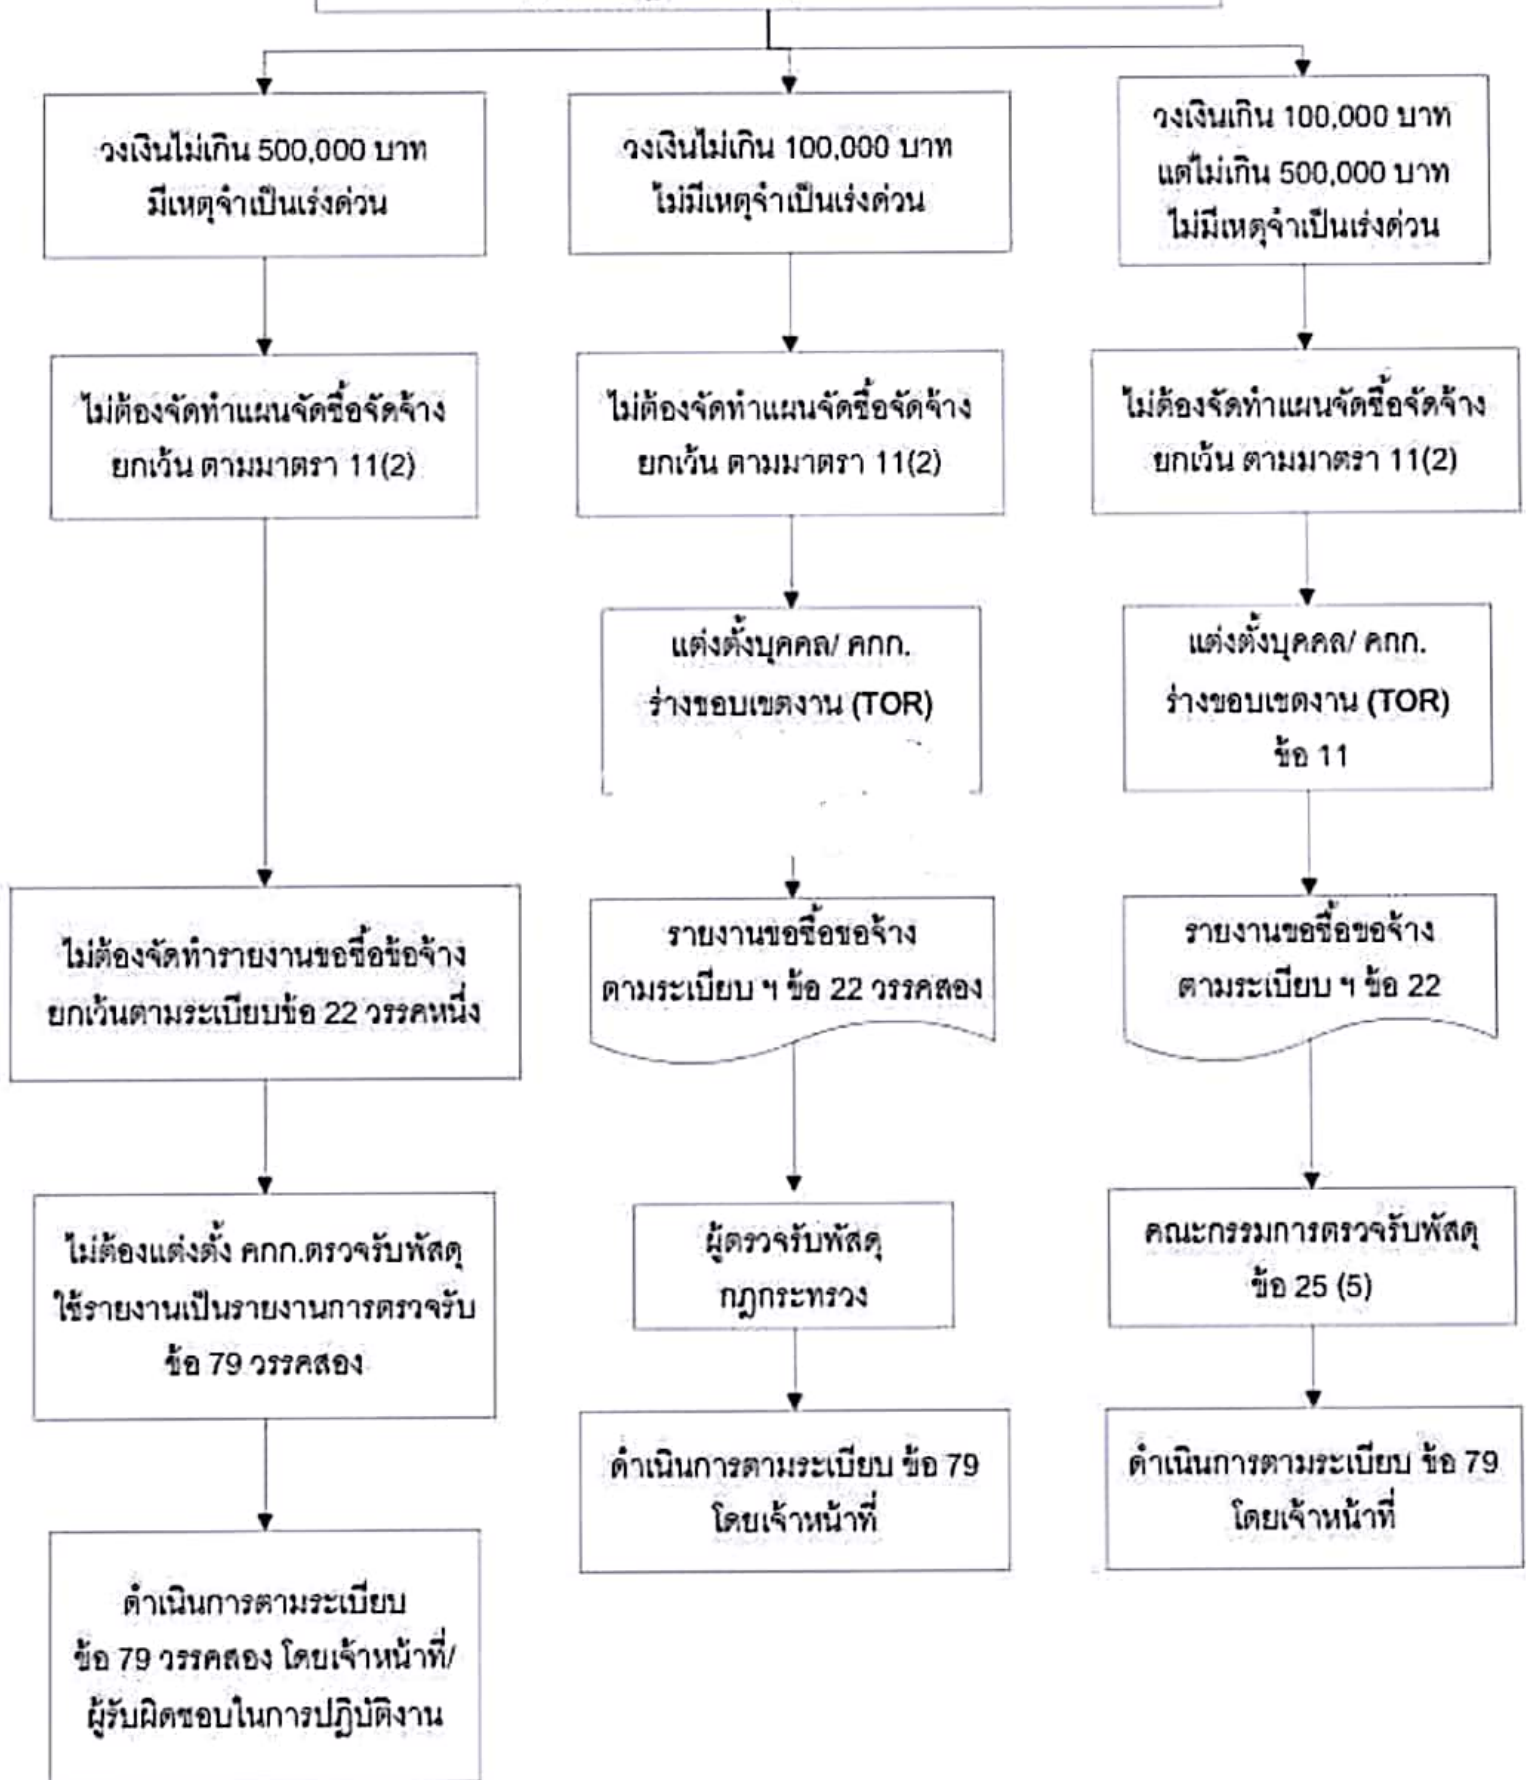 วงเงินไม่เกิน 500,000 บาท
มีเหตุจำเป็นเร่งด่วน
ไม่ต้องจัดทำแผนจัดซื้อจัดจ้าง
ยกเว้น ตามมาตรา 11(2)
ไม่ต้องจัดทำรายงานขอซื้อข้อจ้าง
ยกเว้นตามระเบียบข้อ 22 วรรคหนึ่ง
ไม่ต้องแต่งตั้ง คกก.ตรวจรับพัสดุ
ใช้รายงานเป็นรายงานการตรวจรับ
ข้อ 79 วรรคสอง
ดำเนินการตามระเบียบ
ข้อ 79 วรรคสอง โดยเจ้าหน้าที่/
ผู้รับผิดชอบในการปฏิบัติงาน
วงเงินไม่เกิน 100,000 บาท
ไม่มีเหตุจำเป็นเร่งด่วน
ไม่ต้องจัดทำแผนจัดซื้อจัดจ้าง
ยกเว้น ตามมาตรา 11(2)
แต่งตั้งบุคคล/ คกก.
ร่างขอบเขตงาน (TOR)
รายงานขอซื้อขอจ้าง
ตามระเบียบ ฯ ข้อ 22 วรรคสอง
ผู้ตรวจรับพัสดุ
กฎกระทรวง
ดำเนินการตามระเบียบ ข้อ 79
โดยเจ้าหน้าที่
วงเงินเกิน 100,000 บาท
แต่ไม่เกิน 500,000 บาท
ไม่มีเหตุจำเป็นเร่งด่วน
ไม่ต้องจัดทำแผนจัดซื้อจัดจ้าง
ยกเว้น ตามมาตรา 11(2)
แต่งตั้งบุคคล/ คกก.
ร่างขอบเขตงาน (TOR)
ข้อ 11
รายงานขอซื้อขอจ้าง
ตามระเบียบ ฯ ข้อ 22
คณะกรรมการตรวจรับพัสดุ
ข้อ 25 (5)
ดำเนินการตามระเบียบ ข้อ 79
โดยเจ้าหน้าที่